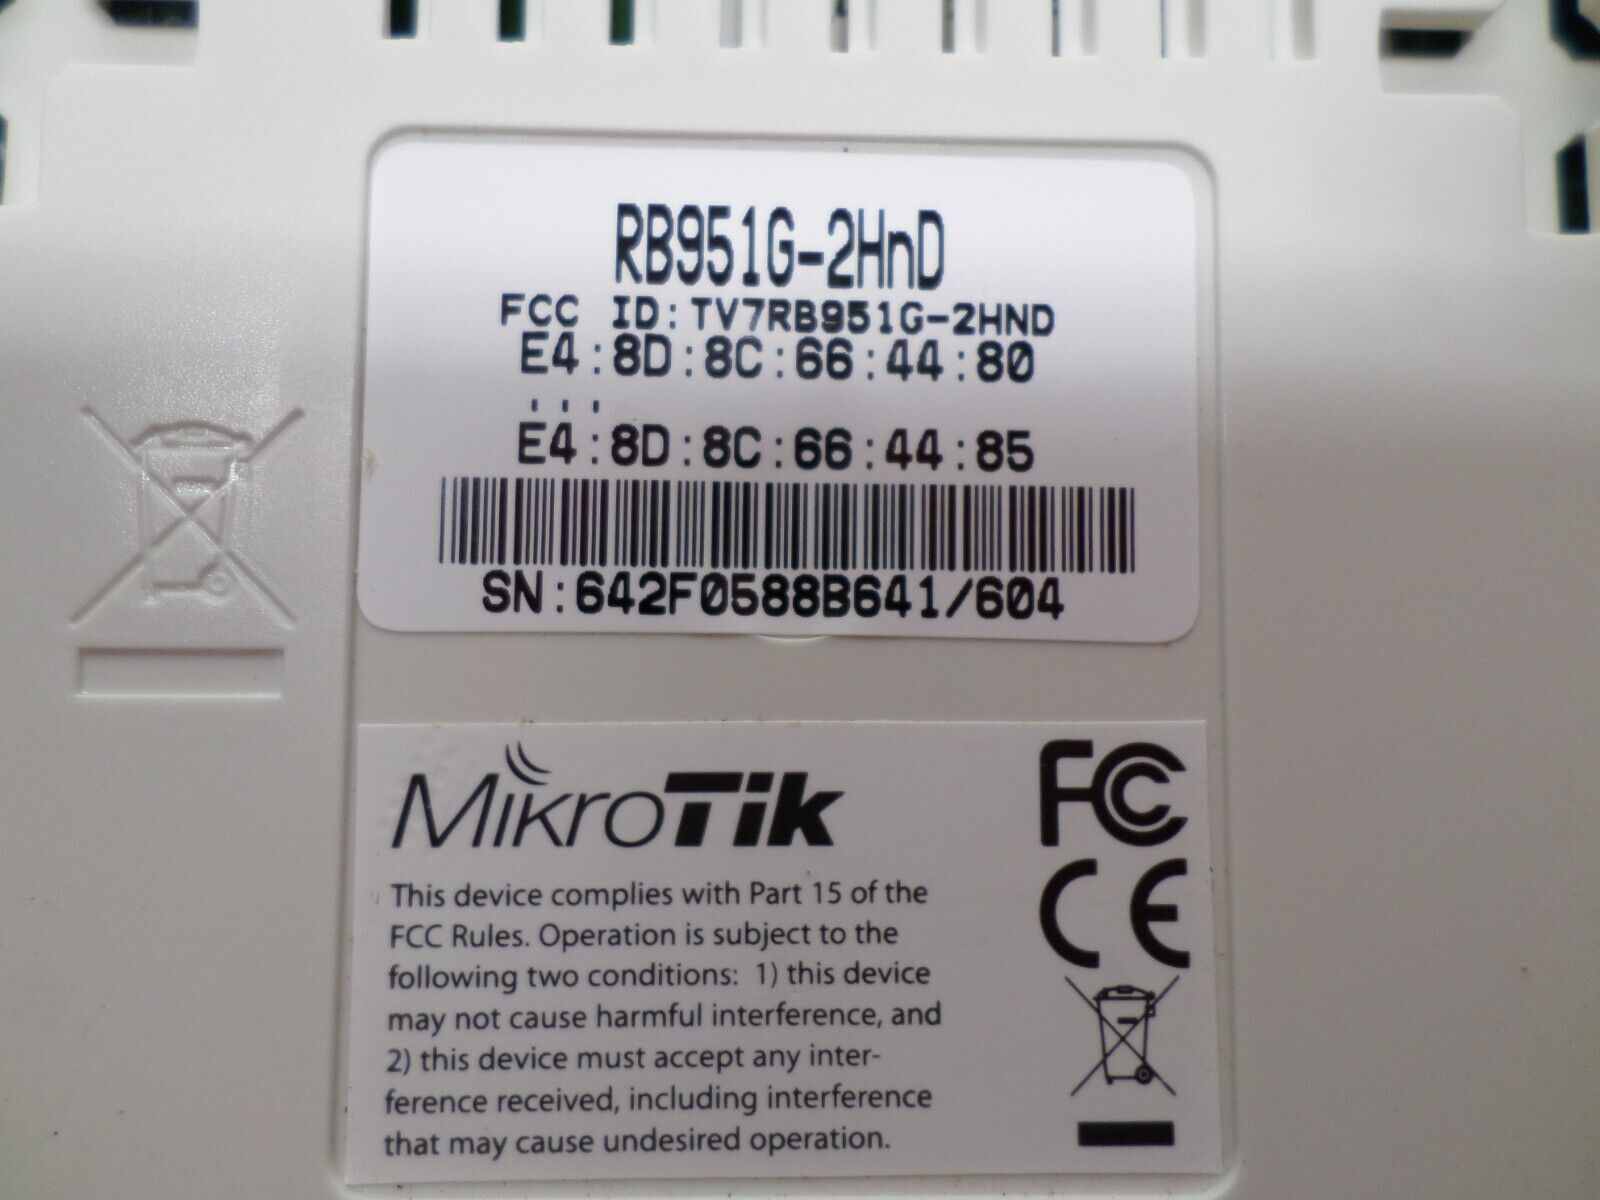 RB951G-2HnD
FCC ID:TV7RB951G-2HND
E4:8D:8C:66:44:80
...
E4:8D:8C:66:44:85
SN:642F0588B641/604
MikroTik
FC
CE
This device complies with Part 15 of the
FCC Rules. Operation is subject to the
following two conditions: 1) this device
may not cause harmful interference, and
2) this device must accept any inter-
ference received, including interference
that may cause undesired operation.